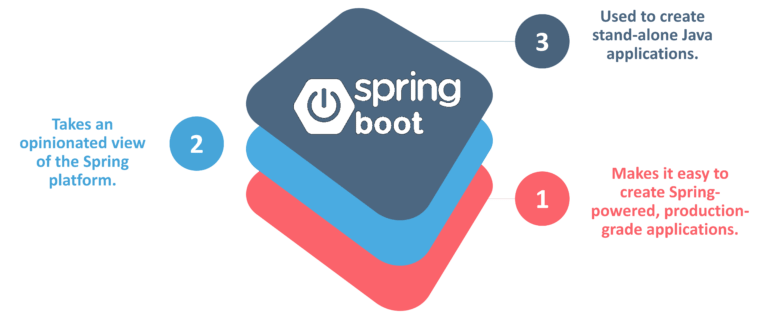 Used to create
stand-alone Java
applications.
3
spring
boot
Takes an
opinionated view
of the Spring
platform.
2
Makes it easy to
create Spring-
powered, production-
grade applications.
1